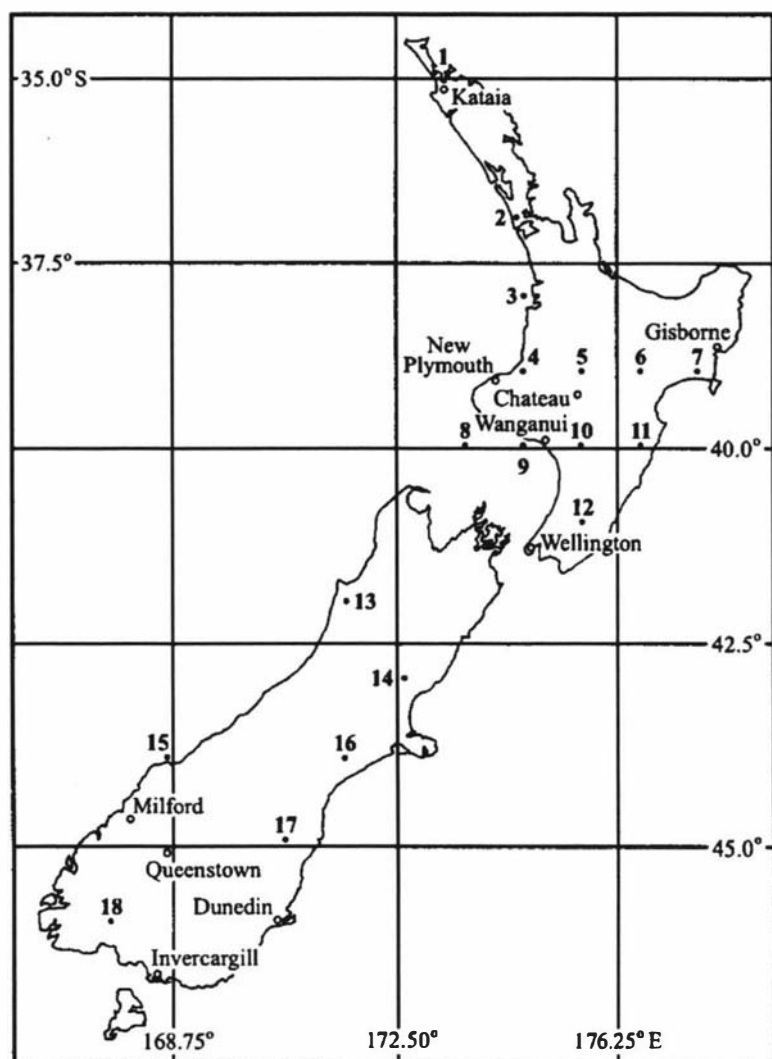 1
35.0° S
Kataia
2
37.5°
3
Gisborne
New
Plymouth
4
5
6
7
Chateau
Wanganui
8
10
11
40.0°
9
12
Wellington
13
42.5°
14
15
16
Milford
17
45.0°
Queenstown
18
Dunedin
Invercargill
168.75°
172.50°
176.25° E